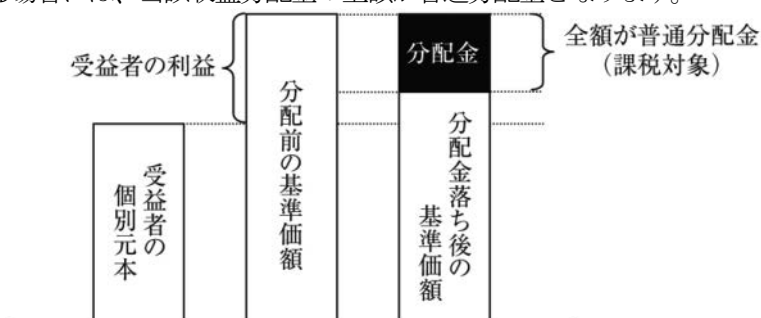 受益者の利益
分配前の基準価額
分配金
全額が普通分配金
(課税対象)
受益者の
個別元本
分配金落ち後の
基準価額